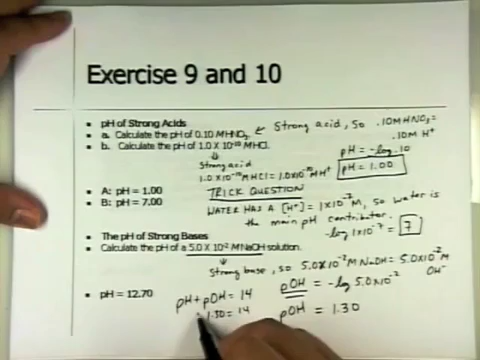 Exercise 9 and 10
pH of Strong Acids
a. Calculate the pH of 0.10 M HNO₃. ← Strong acid, so .10M HNO₃ =
.10M H⁺
b. Calculate the pH of 1.0 X 10⁻¹⁰ M HCl.
pH = -log .10
Strong acid
pH = 1.00
1.0 X 10⁻¹⁰ M HCl = 1.0 X 10⁻¹⁰ M H⁺
A: pH = 1.00
TRICK QUESTION
B: pH = 7.00
WATER HAS A [H⁺] = 1 X 10⁻⁷ M, so water is
the main pH contributor.
-log 1 X 10⁻⁷ = 7
The pH of Strong Bases
Calculate the pH of a 5.0 X 10⁻² M NaOH solution.
Strong base, so 5.0 X 10⁻² M NaOH = 5.0 X 10⁻² M
OH⁻
pH = 12.70
pH + pOH = 14
pOH = -log 5.0 X 10⁻²
1.30 = 14
pOH = 1.30